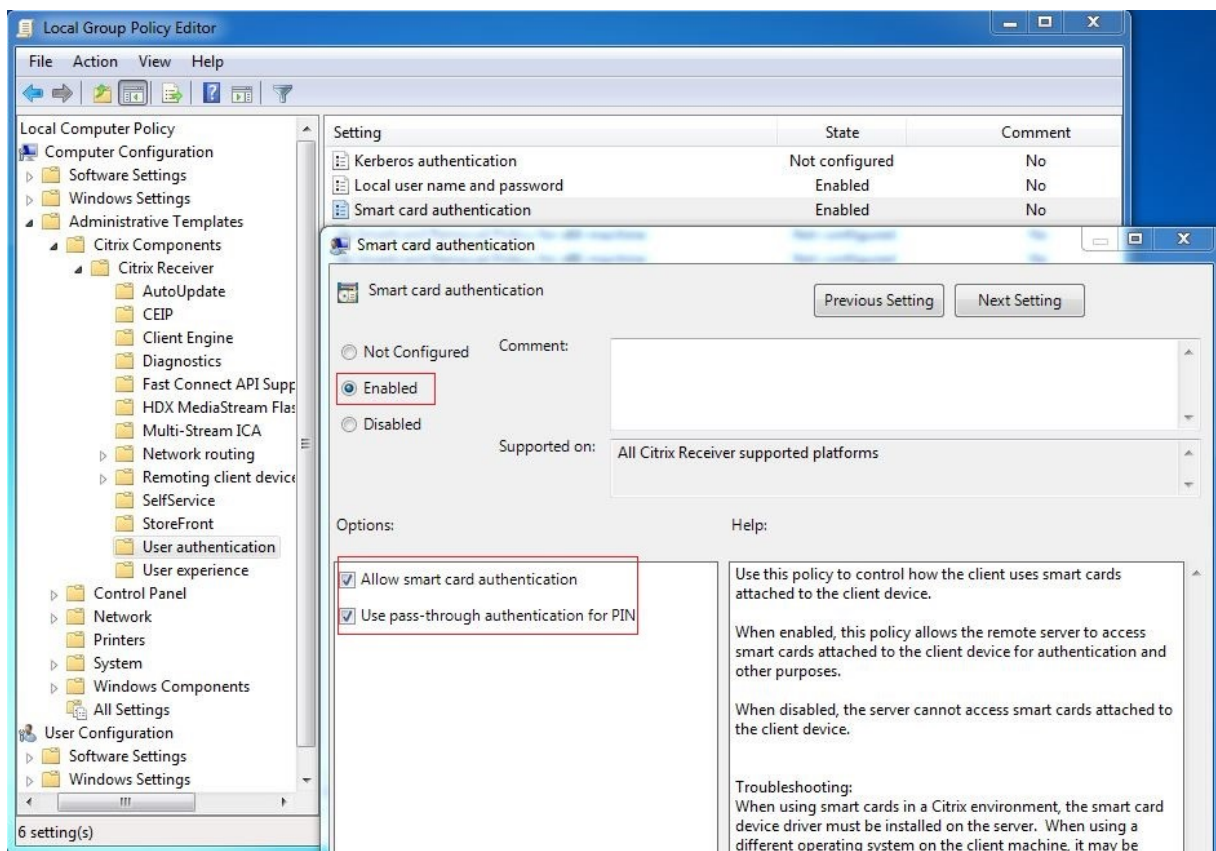 Local Group Policy Editor
File Action View Help
Local Computer Policy
Computer Configuration
Software Settings
Windows Settings
Administrative Templates
Citrix Components
Citrix Receiver
AutoUpdate
CEIP
Client Engine
Diagnostics
Fast Connect API Supp
HDX MediaStream Flas
Multi-Stream ICA
Network routing
Remoting client device
SelfService
StoreFront
User authentication
User experience
Control Panel
Network
Printers
System
Windows Components
All Settings
User Configuration
Software Settings
Windows Settings
6 setting(s)
Setting State Comment
Kerberos authentication Not configured No
Local user name and password Enabled No
Smart card authentication Enabled No
Smart card authentication
Smart card authentication
Previous Setting Next Setting
Not Configured
Enabled
Disabled
Comment:
Supported on: All Citrix Receiver supported platforms
Options:
Allow smart card authentication
Use pass-through authentication for PIN
Help:
Use this policy to control how the client uses smart cards
attached to the client device.
When enabled, this policy allows the remote server to access
smart cards attached to the client device for authentication and
other purposes.
When disabled, the server cannot access smart cards attached to
the client device.
Troubleshooting:
When using smart cards in a Citrix environment, the smart card
device driver must be installed on the server. When using a
different operating system on the client machine, it may be